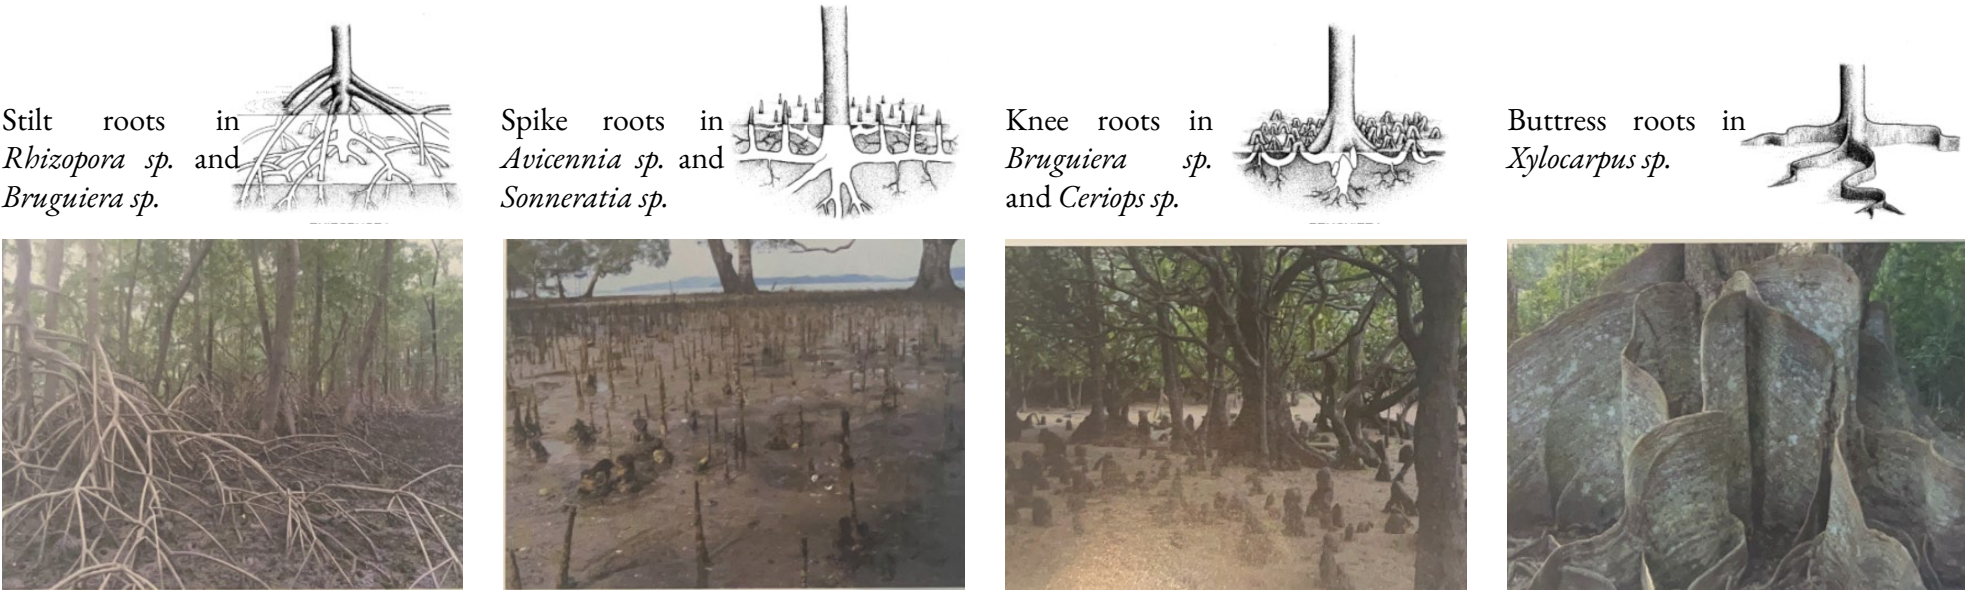 Stilt roots in
Rhizopora sp. and
Bruguiera sp.
Spike roots in
Avicennia sp. and
Sonneratia sp.
Knee roots in
Bruguiera sp.
and Ceriops sp.
Buttress roots in
Xylocarpus sp.